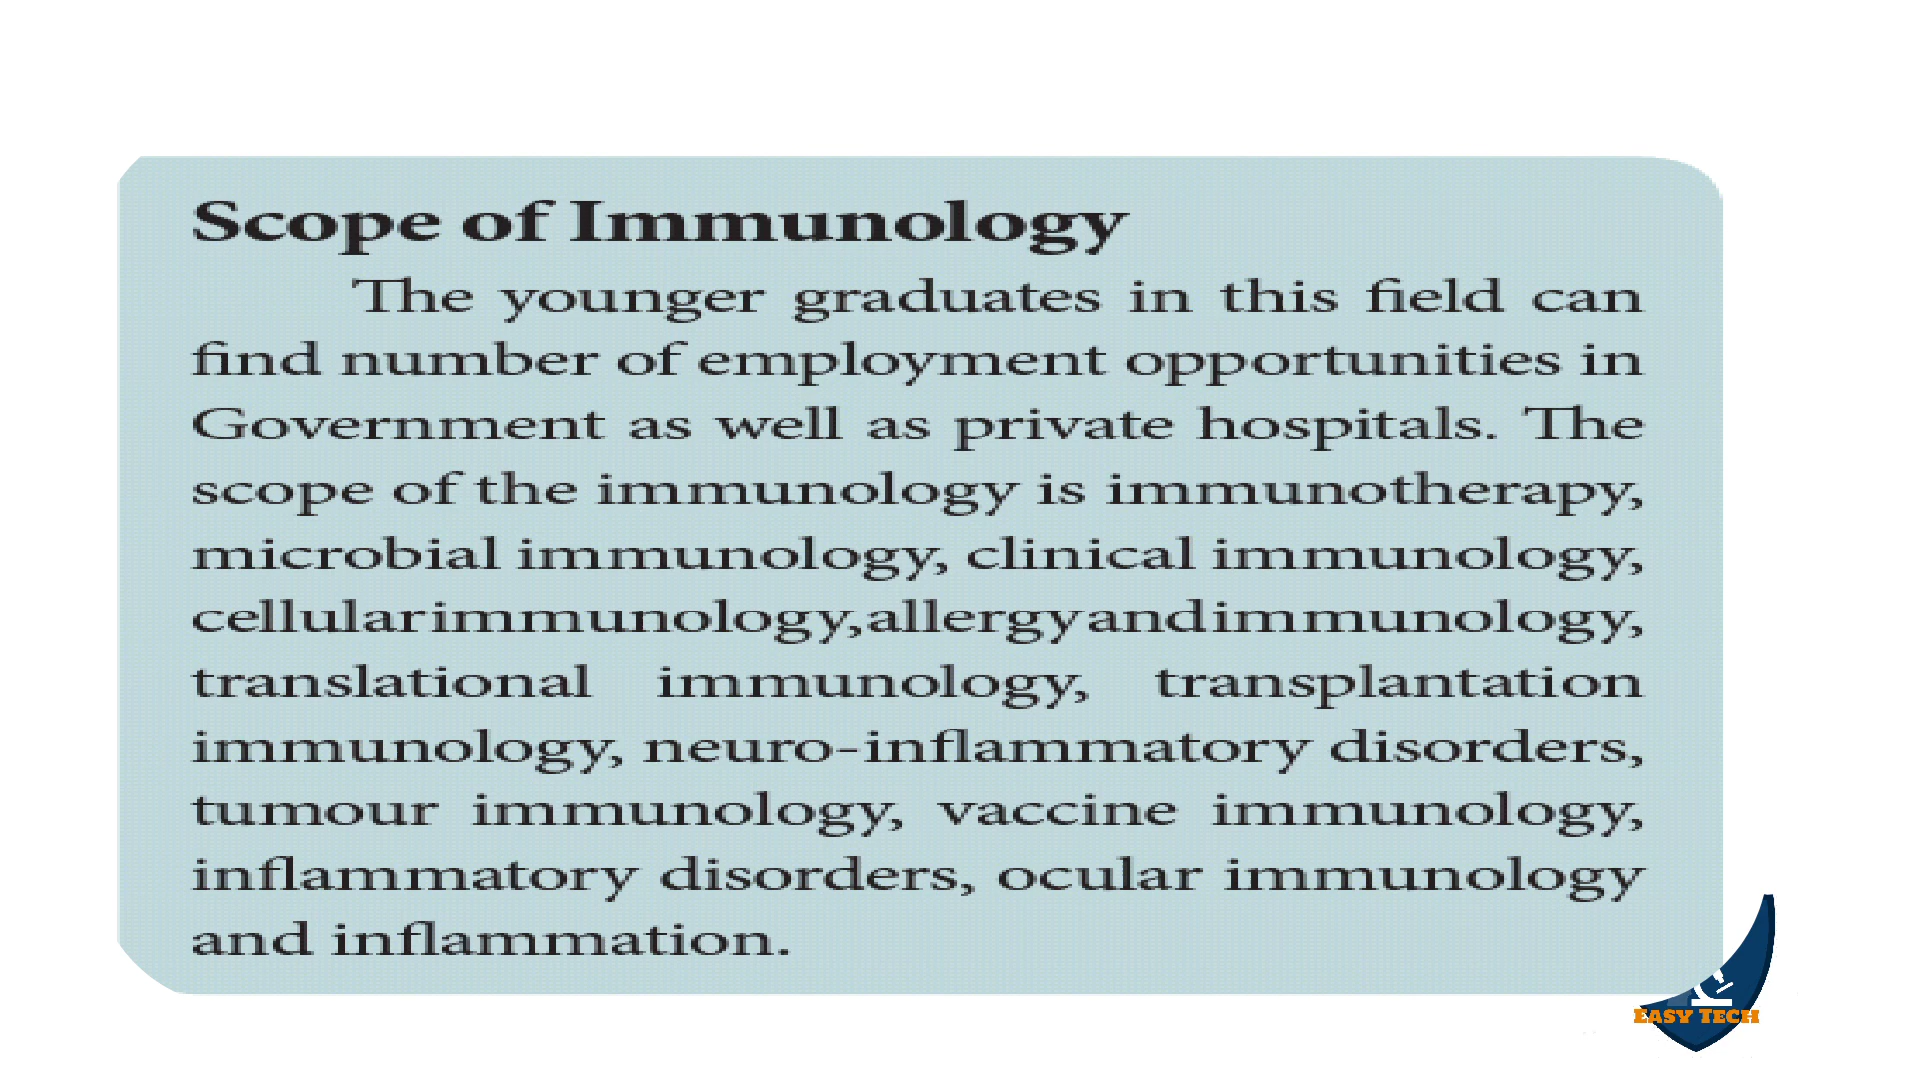 Scope of Immunology
The younger graduates in this field can
find number of employment opportunities in
Government as well as private hospitals. The
scope of the immunology is immunotherapy,
microbial immunology, clinical immunology,
cellular immunology, allergy and immunology,
translational immunology, transplantation
immunology, neuro-inflammatory disorders,
tumour immunology, vaccine immunology,
inflammatory disorders, ocular immunology
and inflammation.
EASY TECH